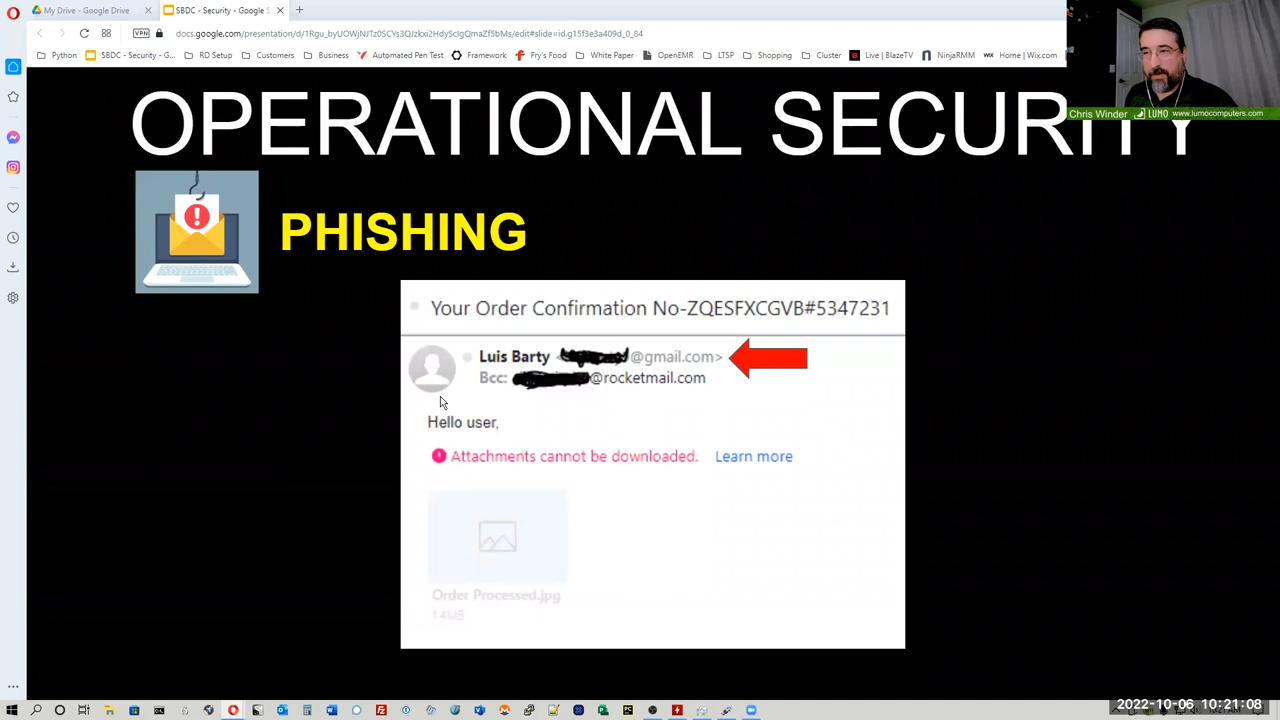 My Drive - Google Drive
SBDC - Security - Google S
VPN
docs.google.com/presentation/d/1Rgu_byUOWjNJTz0SCYs3QJzkxi2HdyScIgQmaZf5bMs/edit#slide=id.g15f3e3a409d_0_84
Python
SBDC - Security - G...
RD Setup
Customers
Business
Automated Pen Test
Framework
Fry's Food
White Paper
OpenEMR
LTSP
Shopping
Cluster
Live | BlazeTV
NinjaRMM
WIX
Home | Wix.com
Chris Winder
LUMO
www.lumocomputers.com
OPERATIONAL SECURITY
PHISHING
Your Order Confirmation No-ZQESFXCGVB#5347231
Luis Barty < @gmail.com>
Bcc: @rocketmail.com
Hello user,
Attachments cannot be downloaded. Learn more
Order Processed.jpg
1.4MB
2022-10-06 10:21:08